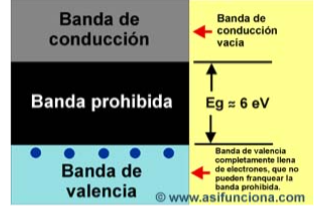 Banda de
conducción
Banda de
conducción
vacía
Banda prohibida
Eg ≈ 6 eV
Banda de
valencia
Banda de valencia
completamente llena
de electrones, que no
pueden franquear la
banda prohibida.
© www.asifunciona.com